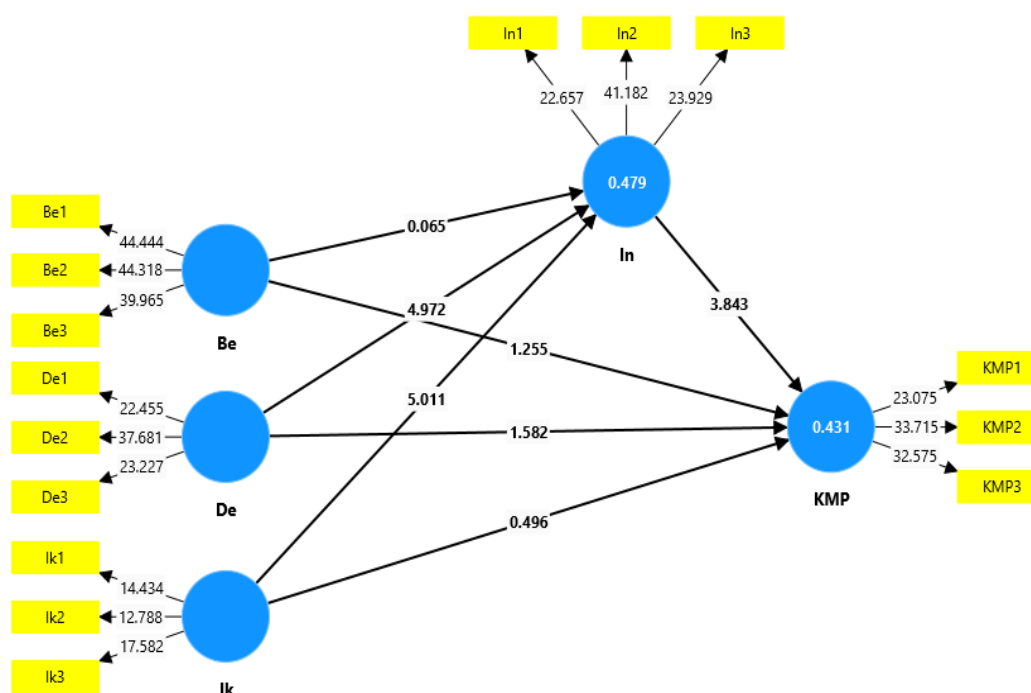 In1
In2
In3
22.657
41.182
23.929
0.479
In
Be1
Be2
Be3
44.444
44.318
39.965
Be
0.065
4.972
5.011
1.255
1.582
0.496
3.843
De1
De2
De3
22.455
37.681
23.227
De
KMP1
KMP2
KMP3
23.075
33.715
32.575
0.431
KMP
Ik1
Ik2
Ik3
14.434
12.788
17.582
Ik